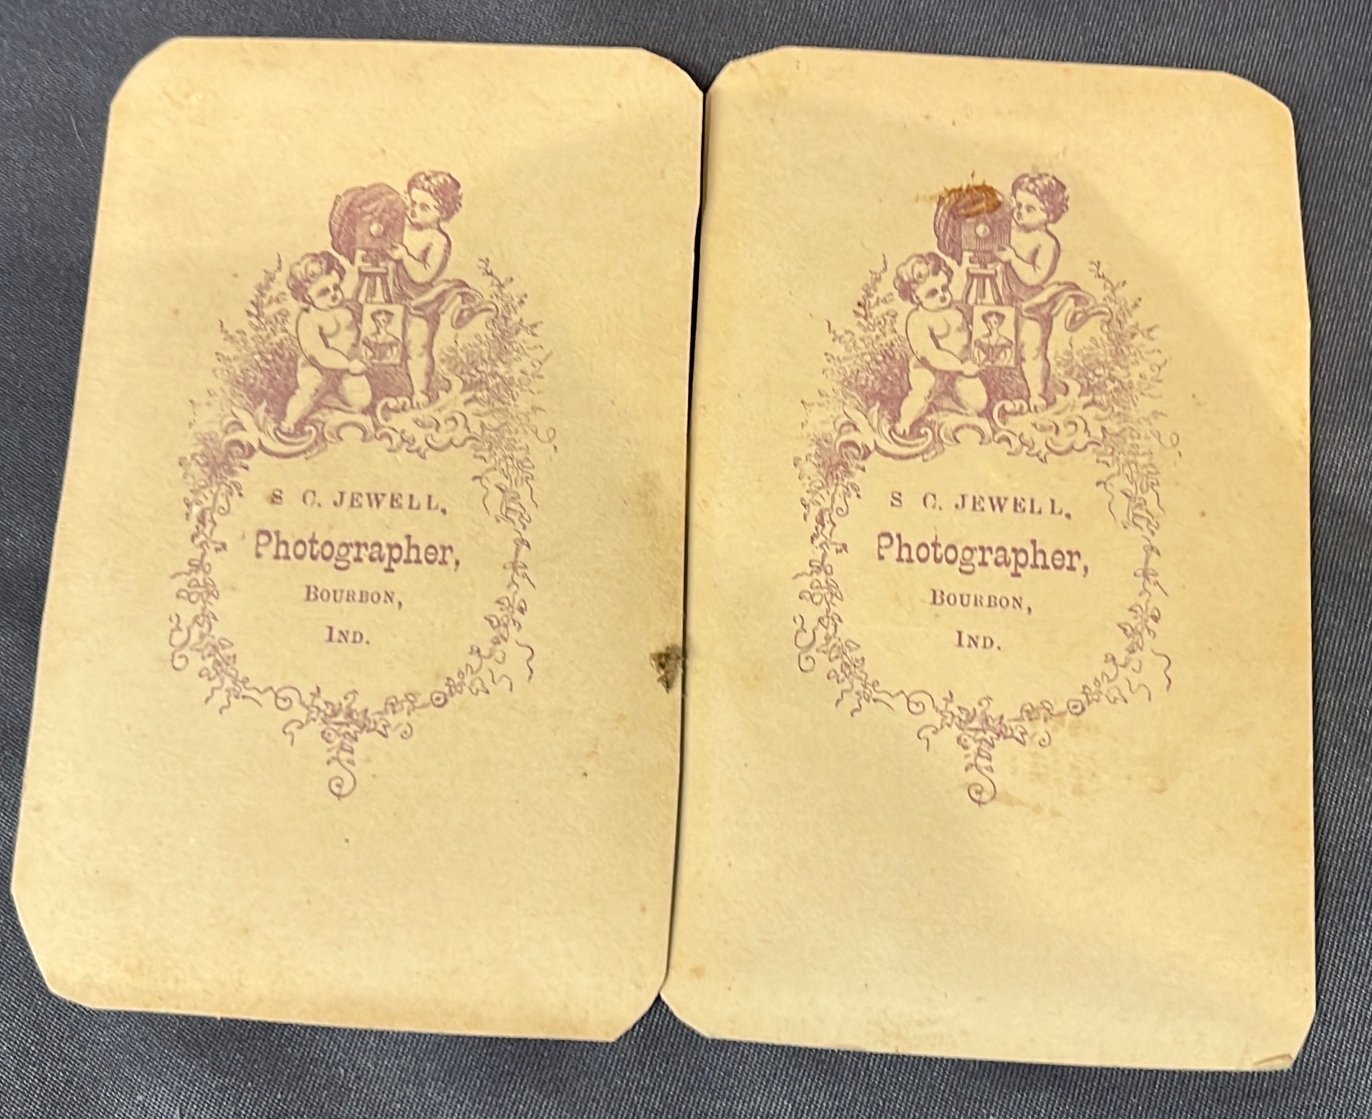 S C. JEWELL,
Photographer,
BOURBON,
IND.
S C. JEWELL,
Photographer,
BOURBON,
IND.